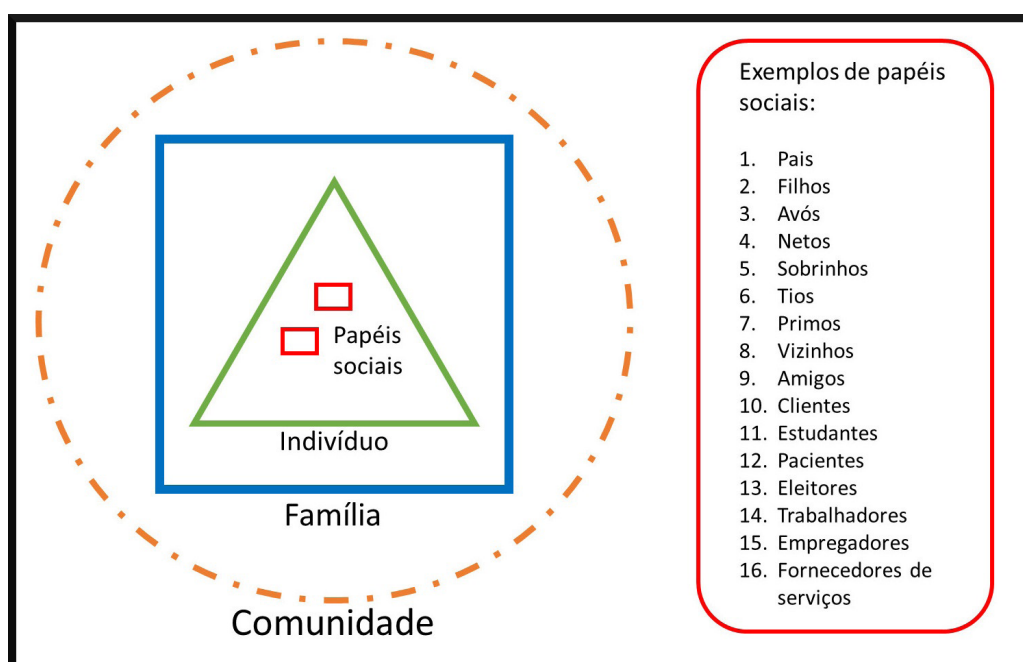 Papéis
sociais
Indivíduo
Família
Comunidade
Exemplos de papéis
sociais:
1. Pais
2. Filhos
3. Avós
4. Netos
5. Sobrinhos
6. Tios
7. Primos
8. Vizinhos
9. Amigos
10. Clientes
11. Estudantes
12. Pacientes
13. Eleitores
14. Trabalhadores
15. Empregadores
16. Fornecedores de
serviços